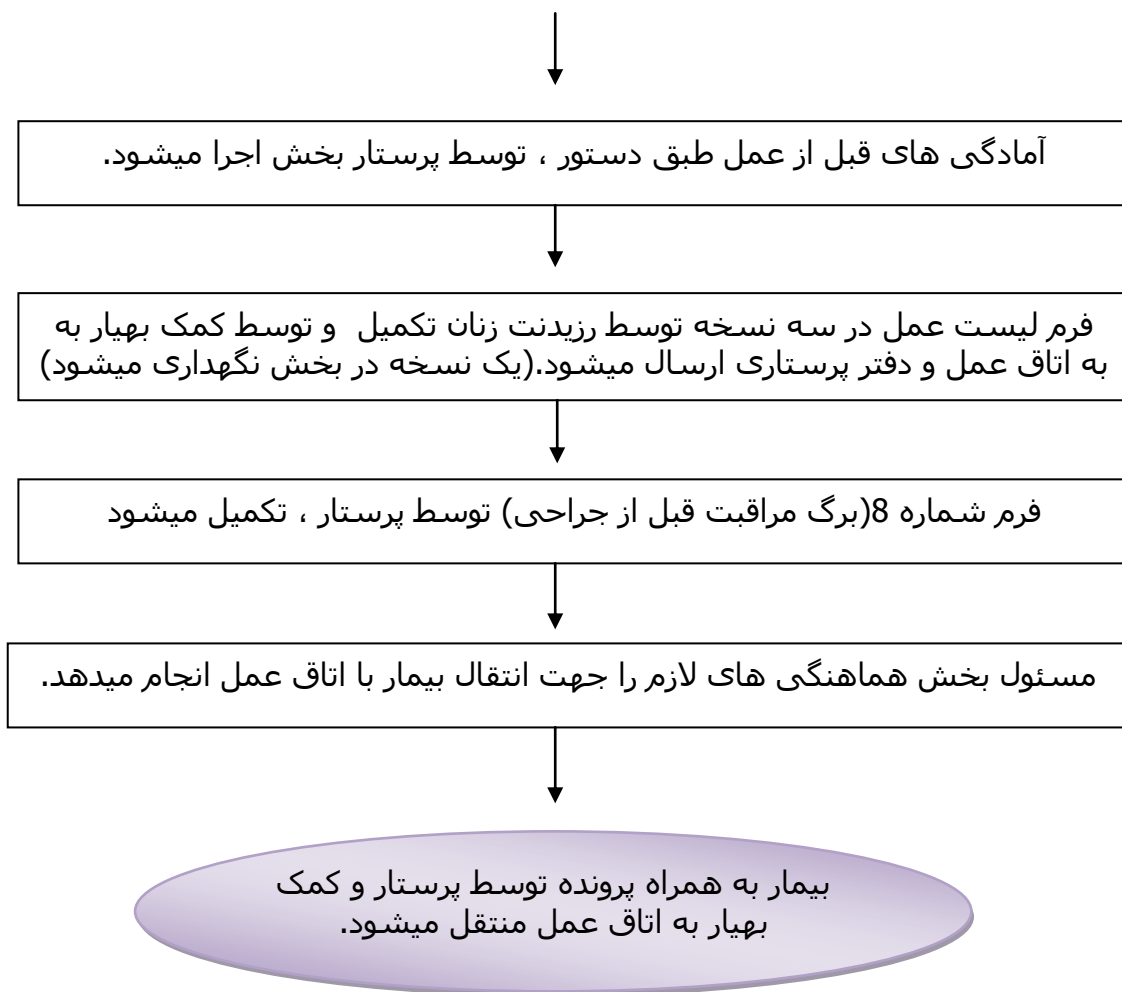 آمادگی های قبل از عمل طبق دستور ، توسط پرستار بخش اجرا میشود.
فرم لیست عمل در سه نسخه توسط رزیدنت زنان تکمیل  و توسط کمک بهیار به
به اتاق عمل و دفتر پرستاری ارسال میشود.(یک نسخه در بخش نگهداری میشود)
فرم شماره 8(برگ مراقبت قبل از جراحی) توسط پرستار ، تکمیل میشود
مسئول بخش هماهنگی های لازم را جهت انتقال بیمار با اتاق عمل انجام میدهد.
بیمار به همراه پرونده توسط پرستار و کمک
بهیار به اتاق عمل منتقل میشود.